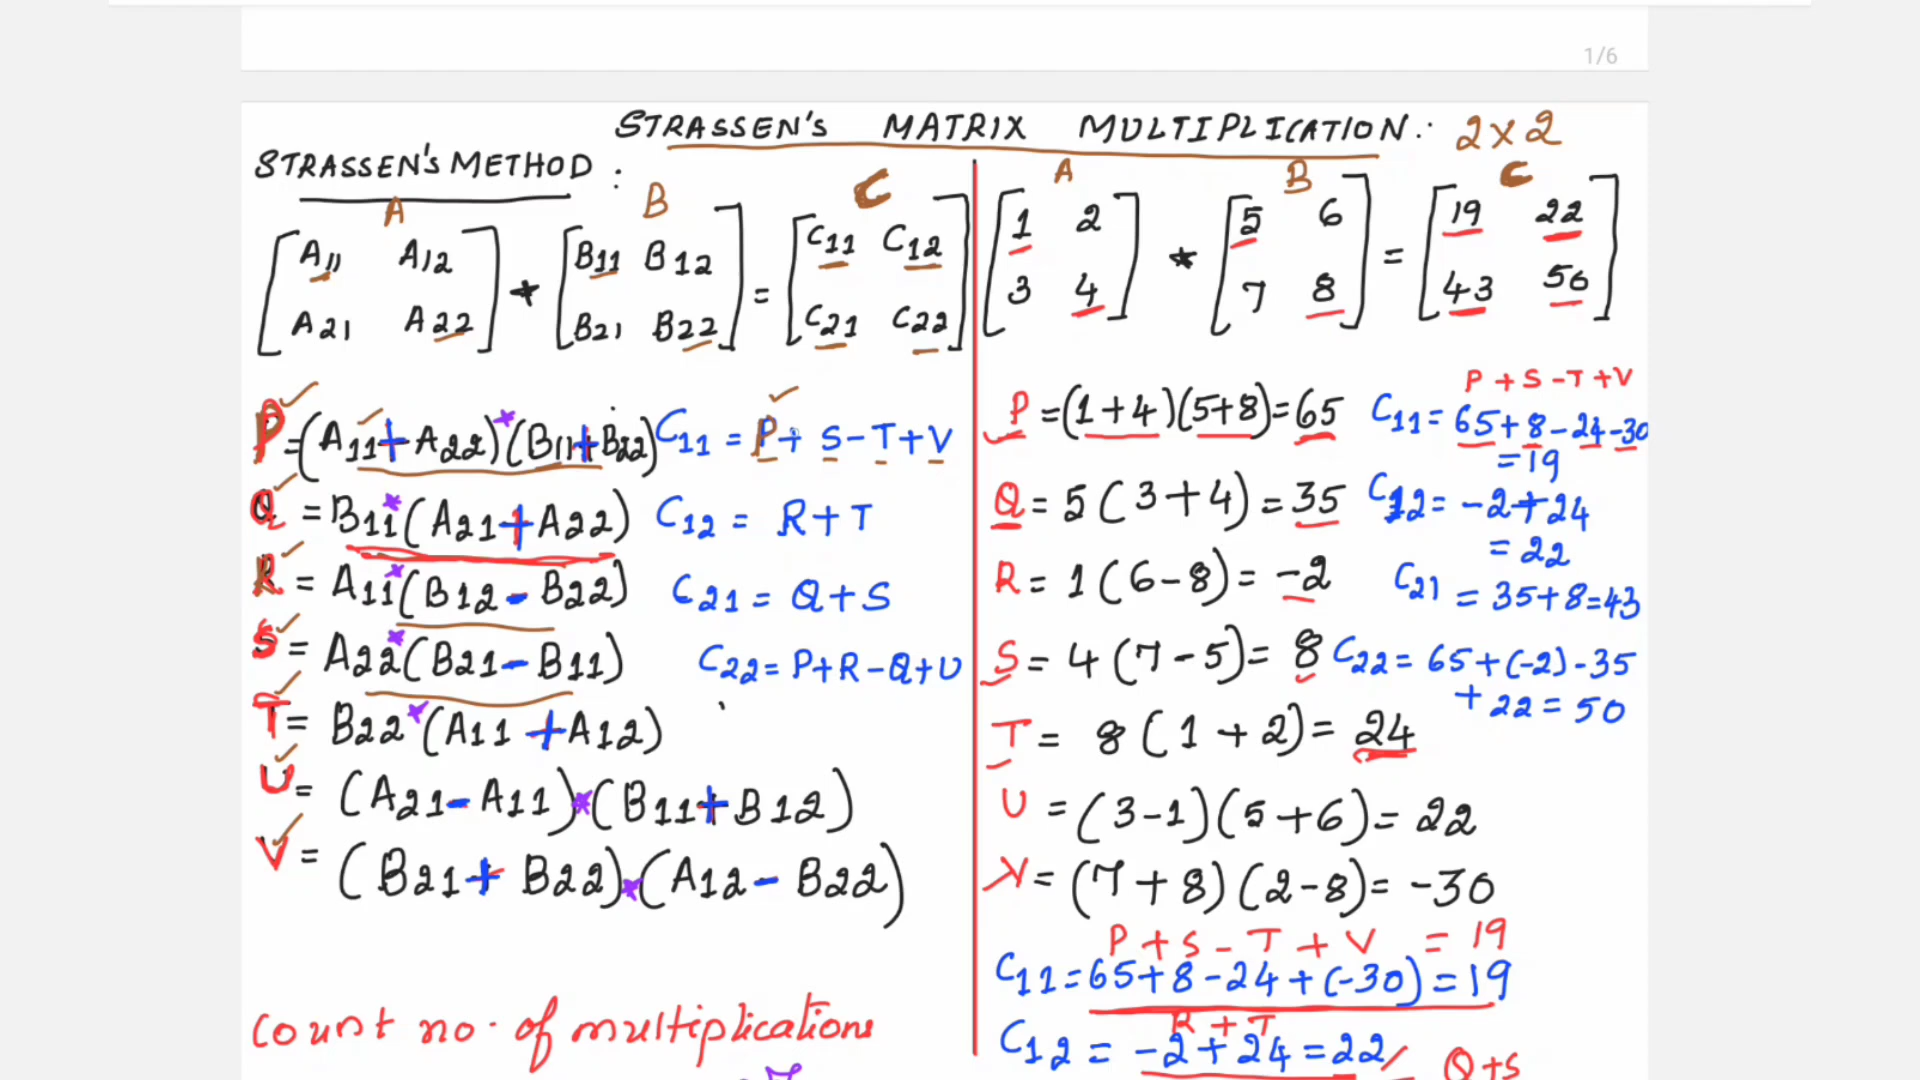 1/6
STRASSEN'S MATRIX MULTIPLICATION: 2x2
STRASSEN'S METHOD :
A B C
A11 A12 * B11 B12 = C11 C12
A21 A22 B21 B22 C21 C22
P=(A11+A22)*(B11+B22) C11 = P+S-T+V
Q = B11*(A21+A22) C12 = R+T
R = A11*(B12-B22) C21 = Q+S
S = A22*(B21-B11) C22=P+R-Q+U
T= B22*(A11+A12)
U= (A21-A11)*(B11+B12)
V = (B21+B22)*(A12-B22)
count no. of multiplications
7
A B C
1 2 * 5 6 = 19 22
3 4 7 8 43 50
P+S-T+V
P =(1+4)(5+8)=65 C11=65+8-24-30
=19
Q= 5(3+4)=35 C12=-2+24
= 22
R= 1(6-8)= -2 C21 = 35+8=43
S= 4(7-5)= 8 C22= 65+(-2)-35
+22=50
T= 8(1+2)= 24
U =(3-1)(5+6)= 22
V= (7+8)(2-8)= -30
P+S-T+V = 19
C11=65+8-24+(-30)=19
R+T
C12 = -2+24=22
Q+S